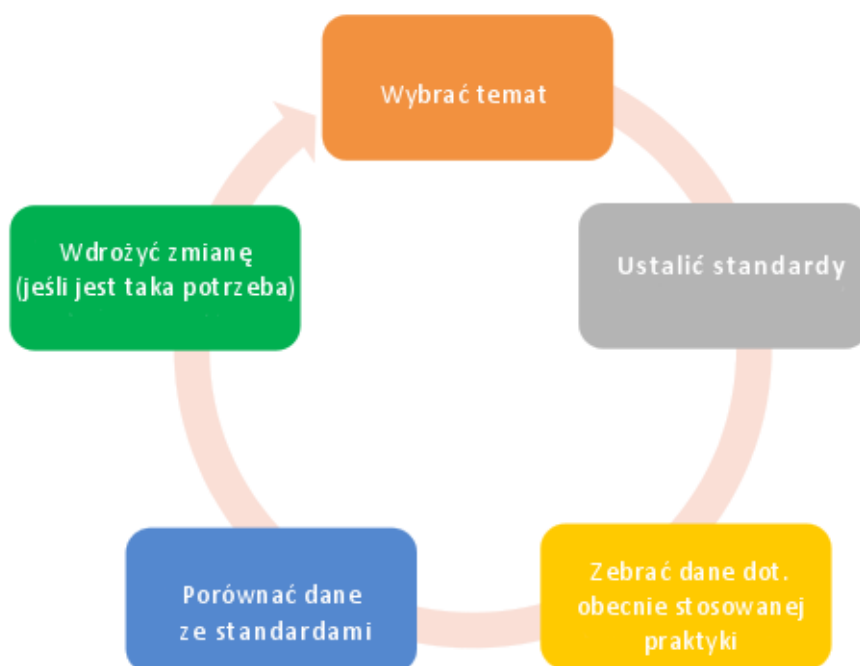 Wybrać temat
Ustalić standardy
Zebrać dane dot.
obecnie stosowanej
praktyki
Porównać dane
ze standardami
Wdrożyć zmianę
(jeśli jest taka potrzeba)